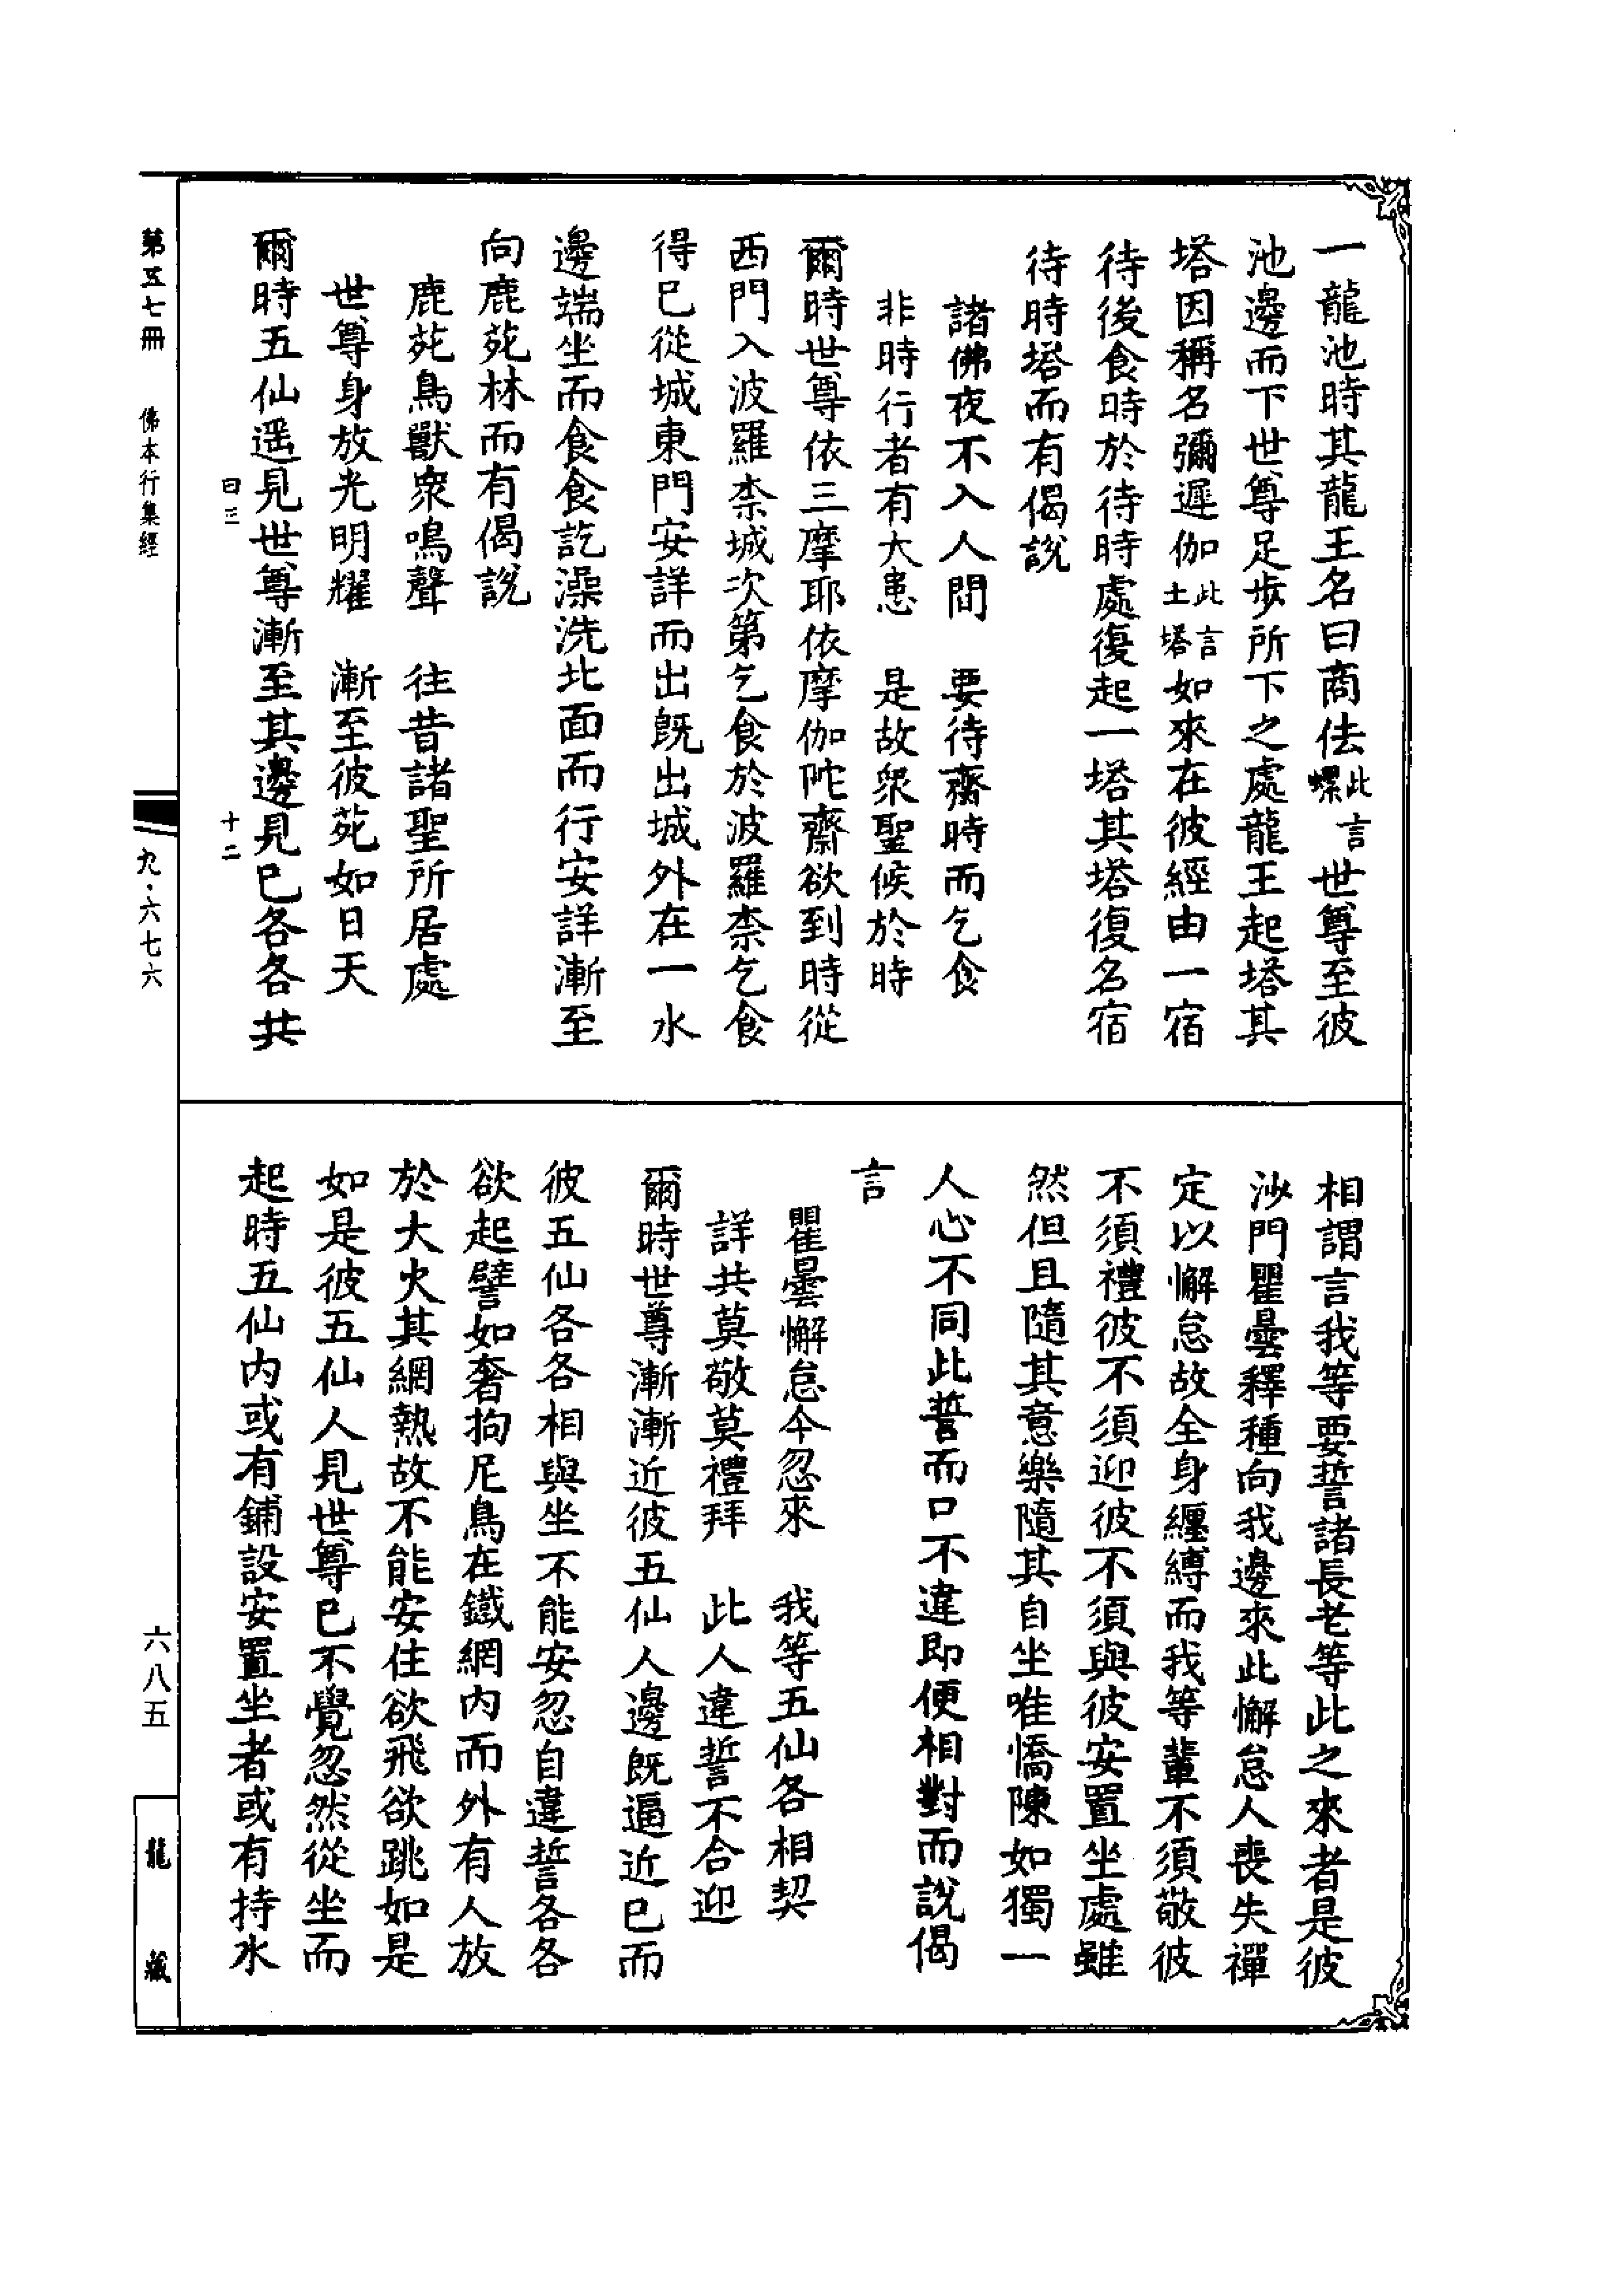 一龍池時其龍王名曰商佉此言螺世尊至彼
池邊而下世尊足步所下之處龍王起塔其
塔因稱名彌遲伽此言土塔如來在彼經由一宿
待後食時於待時處復起一塔其塔復名宿
待時塔而有偈說
諸佛夜不入人間　要待齋時而乞食
非時行者有大患　是故衆聖候於時
爾時世尊依三摩耶依摩伽陀齋欲到時從
西門入波羅柰城次第乞食於波羅柰乞食
得已從城東門安詳而出既出城外在一水
邊端坐而食食訖澡洗北面而行安詳漸至
向鹿苑林而有偈說
鹿苑鳥獸衆鳴聲　往昔諸聖所居處
世尊身放光明耀　漸至彼苑如日天
爾時五仙遥見世尊漸至其邊見已各各共
曰三　十二
相謂言我等要誓諸長老等此之來者是彼
沙門瞿曇釋種向我邊來此懈怠人喪失禪
定以懈怠故全身纏縛而我等輩不須敬彼
不須禮彼不須迎彼不須與彼安置坐處雖
然但且隨其意樂隨其自坐唯憍陳如獨一
人心不同此誓而口不違即便相對而說偈
言
瞿曇懈怠今忽來　我等五仙各相契
詳共莫敬莫禮拜　此人違誓不合迎
爾時世尊漸漸近彼五仙人邊既逼近已而
彼五仙各各相與坐不能安忽自違誓各各
欲起譬如奢拘尼鳥在鐵網内而外有人放
於大火其網熱故不能安住欲飛欲跳如是
如是彼五仙人見世尊已不覺忽然從坐而
起時五仙内或有鋪設安置坐者或有持水
第五七冊　佛本行集經　九·六七六
六八五　龍藏